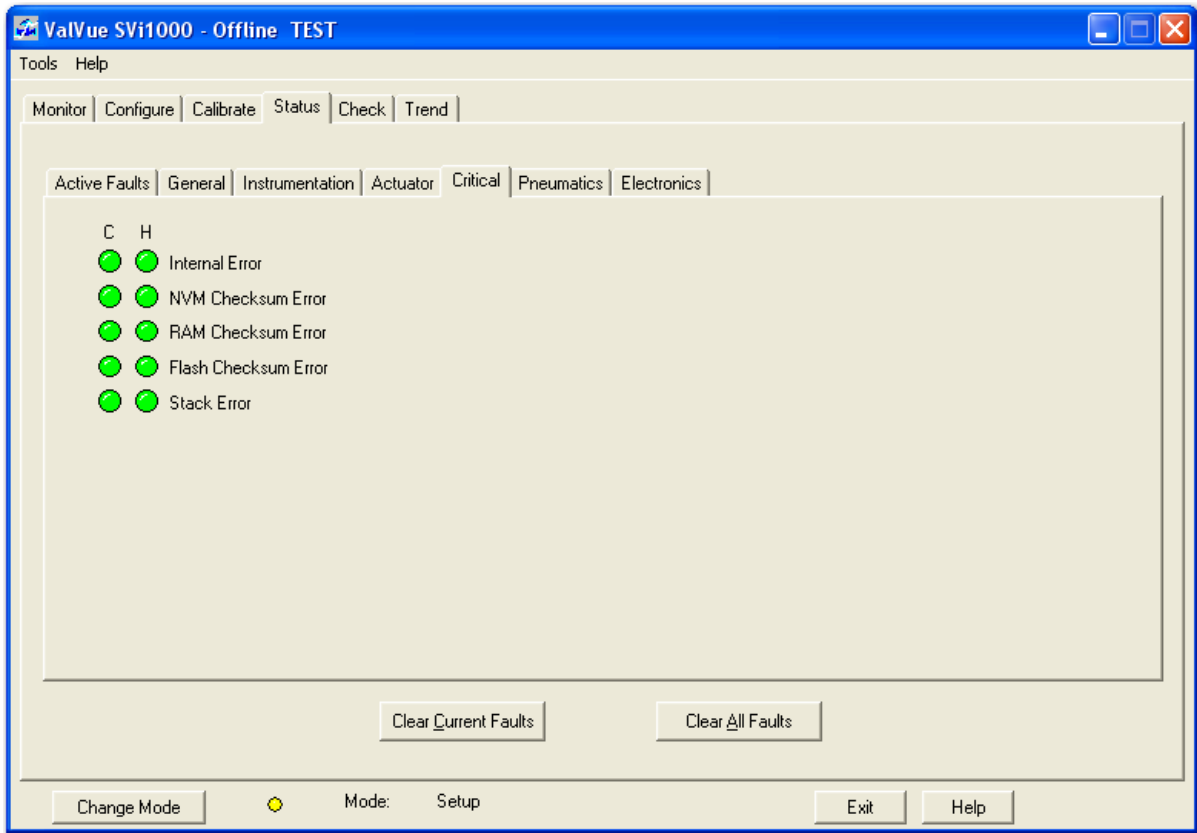 ValVue SVi1000 - Offline TEST
Tools Help
Monitor Configure Calibrate Status Check Trend
Active Faults General Instrumentation Actuator Critical Pneumatics Electronics
C H
Internal Error
NVM Checksum Error
RAM Checksum Error
Flash Checksum Error
Stack Error
Clear Current Faults Clear All Faults
Change Mode Mode: Setup Exit Help